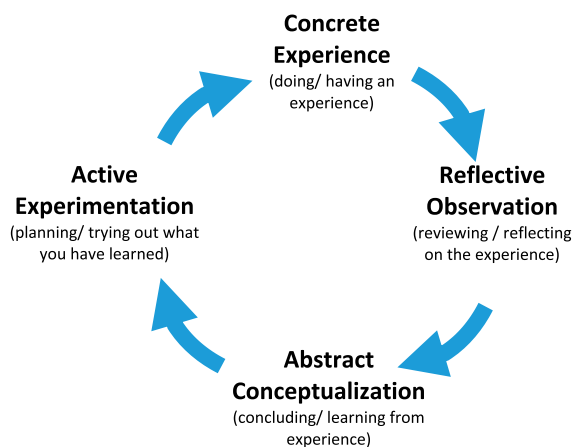 Concrete
Experience
(doing/ having an
experience)
Reflective
Observation
(reviewing / reflecting
on the experience)
Abstract
Conceptualization
(concluding/ learning from
experience)
Active
Experimentation
(planning/ trying out what
you have learned)